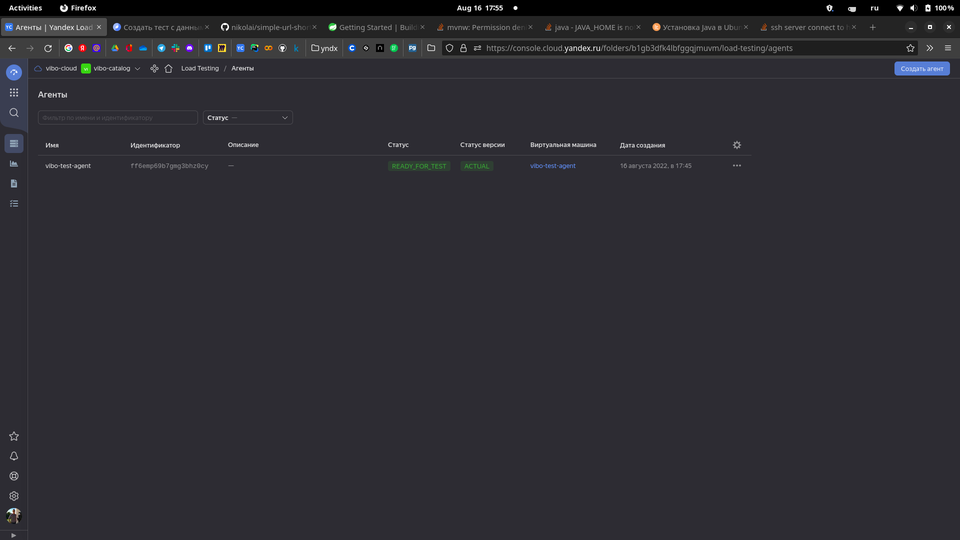 Activities Firefox Aug 16 17:55 ru 100%
Агенты | Yandex Load Создать тест с данны nikolai/simple-url-shor Getting Started | Build mvnw: Permission den java - JAVA_HOME is no Установка Java в Ubun ssh server connect to h
yndx https://console.cloud.yandex.ru/folders/b1gb3dfk4lbfggqjmuvm/load-testing/agents
vibo-cloud vibo-catalog Load Testing / Агенты Создать агент
Агенты
Фильтр по имени и идентификатору Статус —
Имя Идентификатор Описание Статус Статус версии Виртуальная машина Дата создания
vibo-test-agent ff6emp69b7gmg3bhz0cy — READY_FOR_TEST ACTUAL vibo-test-agent 16 августа 2022, в 17:45